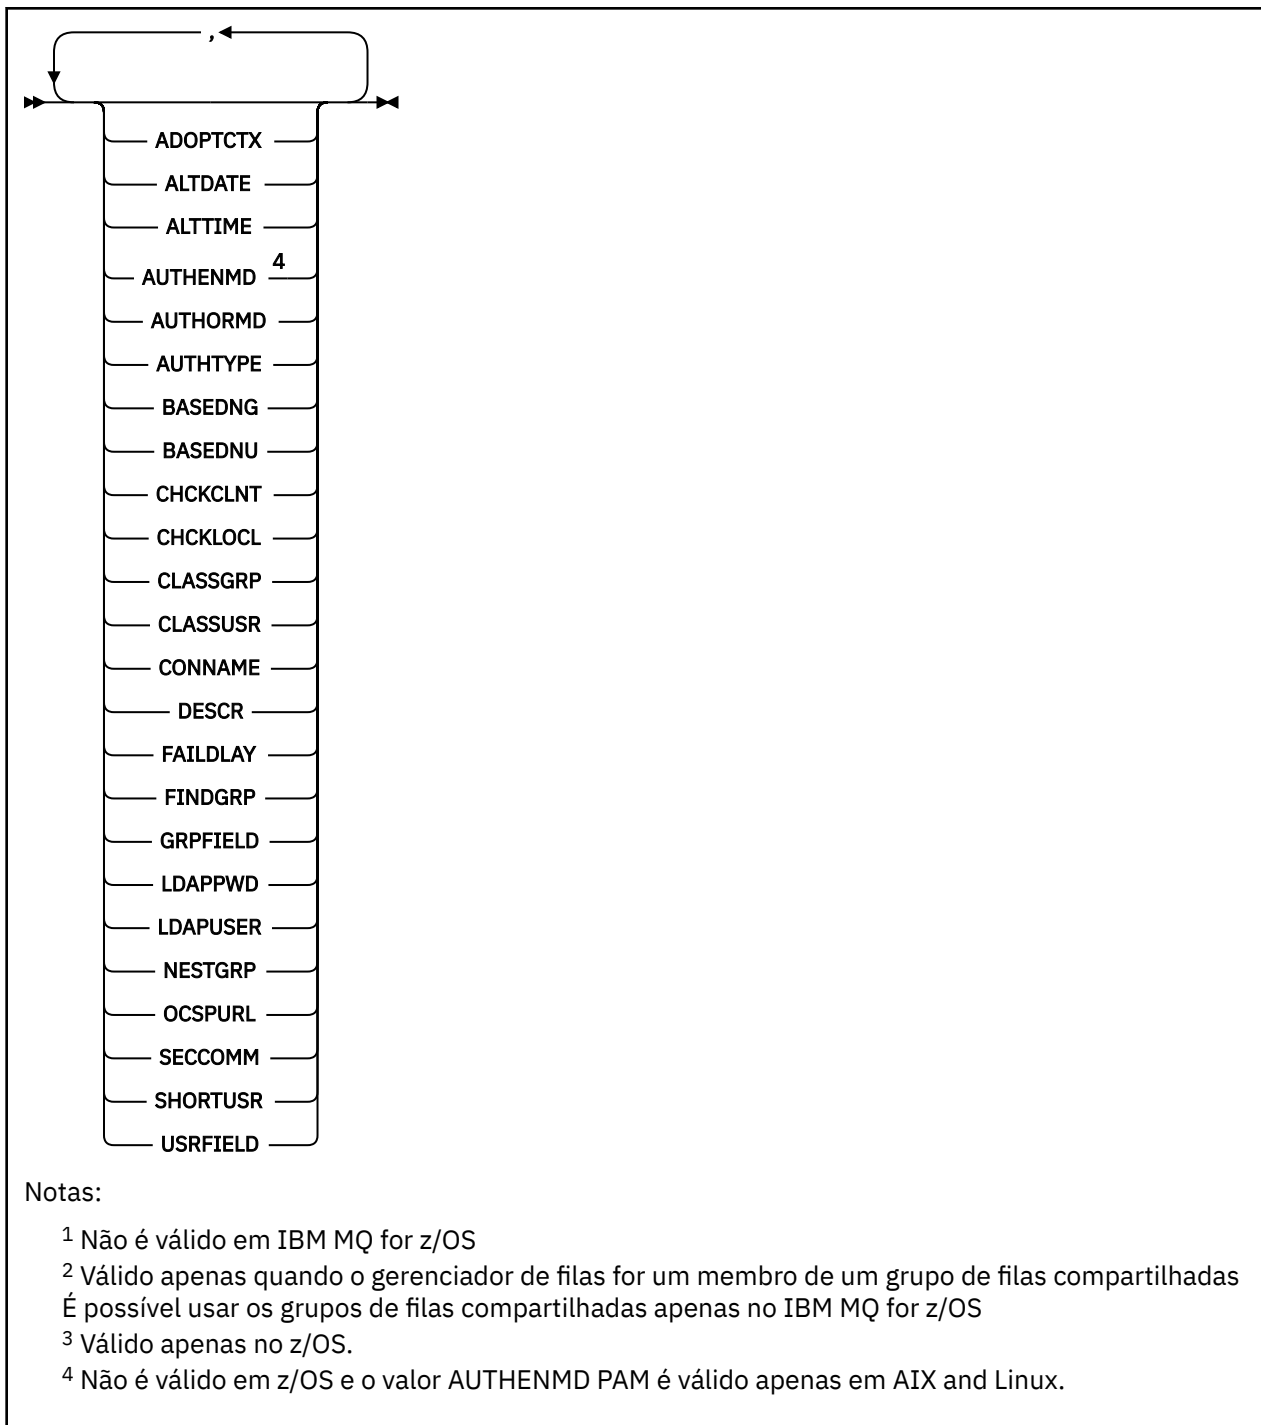 ,
ADOPTCTX
ALTDATE
ALTTIME
AUTHENMD 4
AUTHORMD
AUTHTYPE
BASEDNG
BASEDNU
CHCKCLNT
CHCKLOCL
CLASSGRP
CLASSUSR
CONNAME
DESCR
FAILDLAY
FINDGRP
GRPFIELD
LDAPPWD
LDAPUSER
NESTGRP
OCSPURL
SECCOMM
SHORTUSR
USRFIELD
Notas:
1 Não é válido em IBM MQ for z/OS
2 Válido apenas quando o gerenciador de filas for um membro de um grupo de filas compartilhadas
É possível usar os grupos de filas compartilhadas apenas no IBM MQ for z/OS
3 Válido apenas no z/OS.
4 Não é válido em z/OS e o valor AUTHENMD PAM é válido apenas em AIX and Linux.